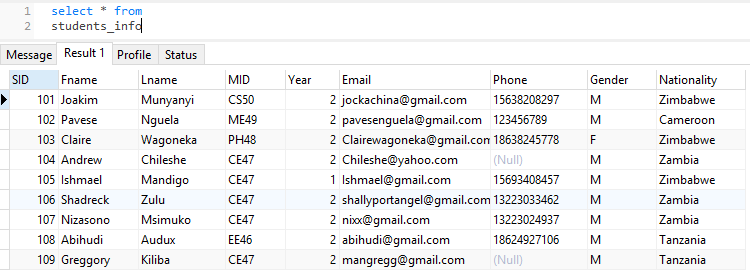 1 select * from
2 students_info
Message Result 1 Profile Status
SID Fname Lname MID Year Email Phone Gender Nationality
101 Joakim Munyanyi CS50 2 jockachina@gmail.com 15638208297 M Zimbabwe
102 Pavese Nguela ME49 2 pavesenguela@gmail.com 123456789 M Cameroon
103 Claire Wagoneka PH48 2 Clairewagoneka@gmail.com 18638245778 F Zimbabwe
104 Andrew Chileshe CE47 2 Chileshe@yahoo.com (Null) M Zambia
105 Ishmael Mandigo CE47 1 Ishmael@gmail.com 15693408457 M Zimbabwe
106 Shadreck Zulu CE47 2 shallyportangel@gmail.com 13223033462 M Zambia
107 Nizasono Msimuko CE47 2 nixx@gmail.com 13223024937 M Zambia
108 Abihudi Audux EE46 2 abihudi@gmail.com 18624927106 M Tanzania
109 Greggory Kiliba CE47 2 mangregg@gmail.com (Null) M Tanzania